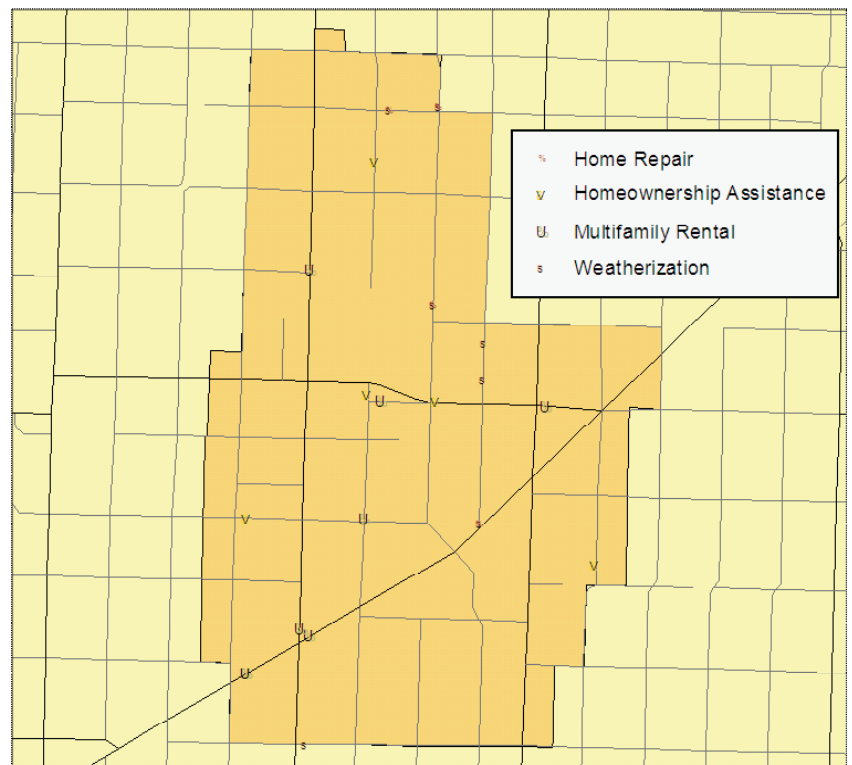 Home Repair
Homeownership Assistance
Multifamily Rental
Weatherization